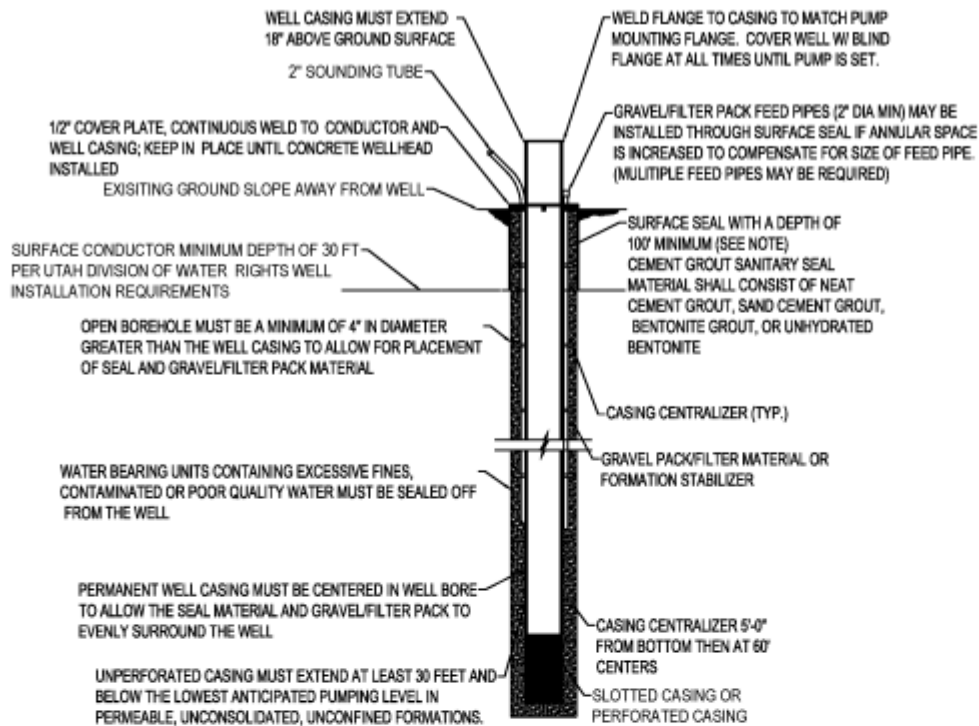 WELL CASING MUST EXTEND
18" ABOVE GROUND SURFACE
2" SOUNDING TUBE
1/2" COVER PLATE, CONTINUOUS WELD TO CONDUCTOR AND
WELL CASING; KEEP IN PLACE UNTIL CONCRETE WELLHEAD
INSTALLED
EXISITING GROUND SLOPE AWAY FROM WELL
SURFACE CONDUCTOR MINIMUM DEPTH OF 30 FT
PER UTAH DIVISION OF WATER RIGHTS WELL
INSTALLATION REQUIREMENTS
OPEN BOREHOLE MUST BE A MINIMUM OF 4" IN DIAMETER
GREATER THAN THE WELL CASING TO ALLOW FOR PLACEMENT
OF SEAL AND GRAVEL/FILTER PACK MATERIAL
WATER BEARING UNITS CONTAINING EXCESSIVE FINES,
CONTAMINATED OR POOR QUALITY WATER MUST BE SEALED OFF
FROM THE WELL
PERMANENT WELL CASING MUST BE CENTERED IN WELL BORE
TO ALLOW THE SEAL MATERIAL AND GRAVEL/FILTER PACK TO
EVENLY SURROUND THE WELL
UNPERFORATED CASING MUST EXTEND AT LEAST 30 FEET AND
BELOW THE LOWEST ANTICIPATED PUMPING LEVEL IN
PERMEABLE, UNCONSOLIDATED, UNCONFINED FORMATIONS.
WELD FLANGE TO CASING TO MATCH PUMP
MOUNTING FLANGE. COVER WELL W/ BLIND
FLANGE AT ALL TIMES UNTIL PUMP IS SET.
GRAVEL/FILTER PACK FEED PIPES (2" DIA MIN) MAY BE
INSTALLED THROUGH SURFACE SEAL IF ANNULAR SPACE
IS INCREASED TO COMPENSATE FOR SIZE OF FEED PIPE.
(MULITIPLE FEED PIPES MAY BE REQUIRED)
SURFACE SEAL WITH A DEPTH OF
100' MINIMUM (SEE NOTE)
CEMENT GROUT SANITARY SEAL
MATERIAL SHALL CONSIST OF NEAT
CEMENT GROUT, SAND CEMENT GROUT,
BENTONITE GROUT, OR UNHYDRATED
BENTONITE
CASING CENTRALIZER (TYP.)
GRAVEL PACK/FILTER MATERIAL OR
FORMATION STABILIZER
CASING CENTRALIZER 5'-0"
FROM BOTTOM THEN AT 60'
CENTERS
SLOTTED CASING OR
PERFORATED CASING